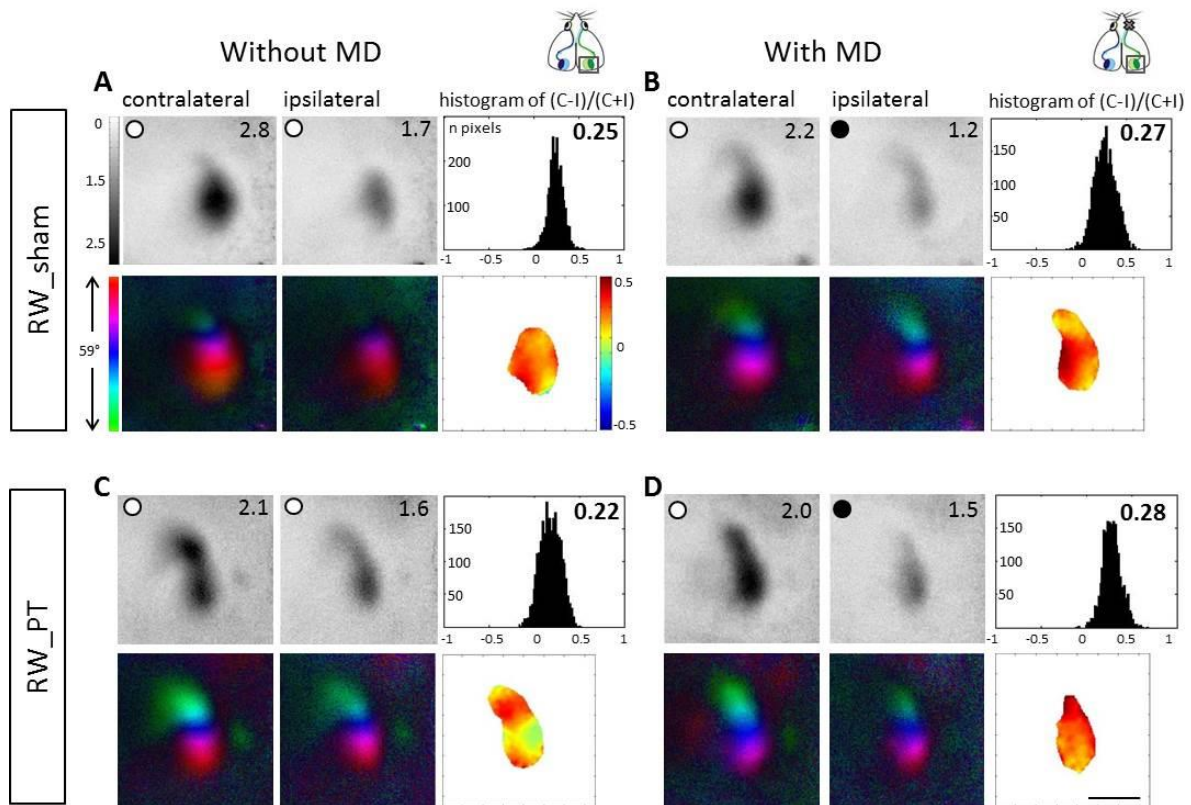 Without MD
With MD
A
contralateral
ipsilateral
histogram of (C-I)/(C+I)
B
contralateral
ipsilateral
histogram of (C-I)/(C+I)
RW_sham
0
1.5
2.5
2.8
1.7
n pixels
0.25
200
100
-1 -0.5 0 0.5 1
2.2
1.2
0.27
150
100
50
-1 -0.5 0 0.5 1
59°
0.5
0
-0.5
RW_PT
C
2.1
1.6
0.22
150
100
50
-1 -0.5 0 0.5 1
D
2.0
1.5
0.28
150
100
50
-1 -0.5 0 0.5 1